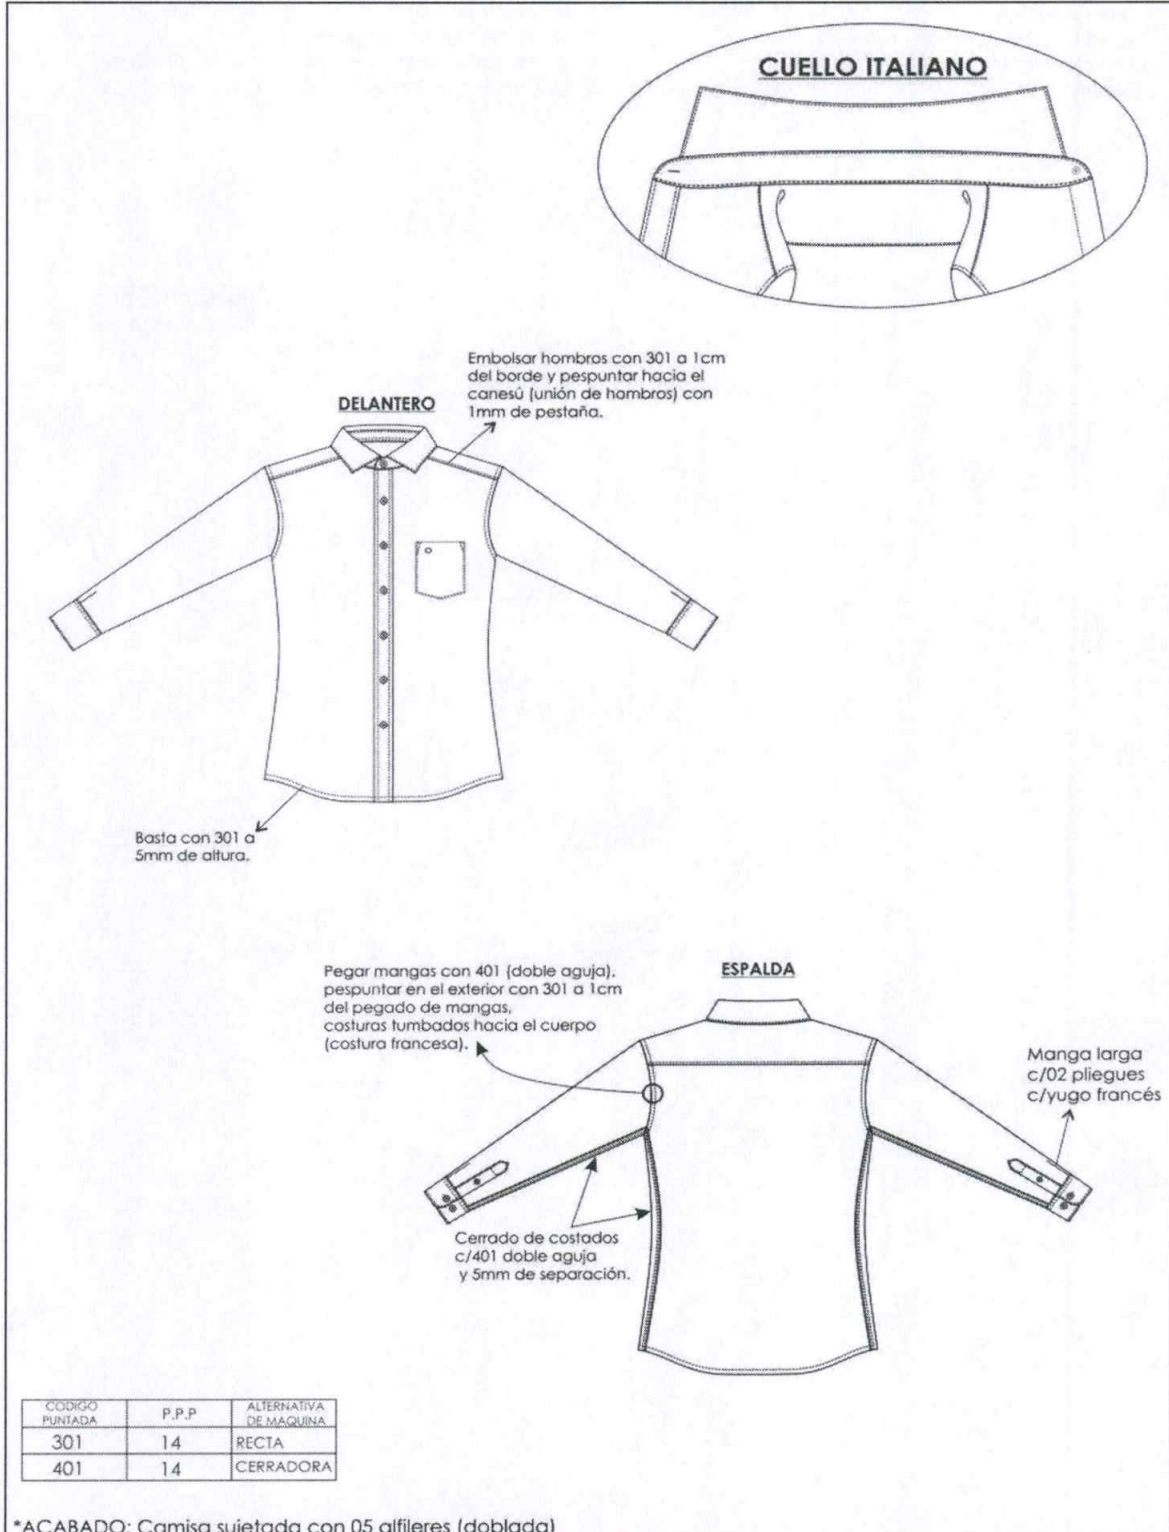 CUELLO ITALIANO
Embolsar hombros con 301 a 1cm
del borde y pespuntar hacia el
canesú (unión de hombros) con
1mm de pestaña.
DELANTERO
Basta con 301 a
5mm de altura.
Pegar mangas con 401 (doble aguja),
pespuntar en el exterior con 301 a 1cm
del pegado de mangas,
costuras tumbados hacia el cuerpo
(costura francesa).
ESPALDA
Manga larga
c/02 pliegues
c/yugo francés
Cerrado de costados
c/401 doble aguja
y 5mm de separación.
CODIGO PUNTADA P.P.P ALTERNATIVA DE MAQUINA
301 14 RECTA
401 14 CERRADORA
*ACABADO: Camisa sujetada con 05 alfileres (doblada)